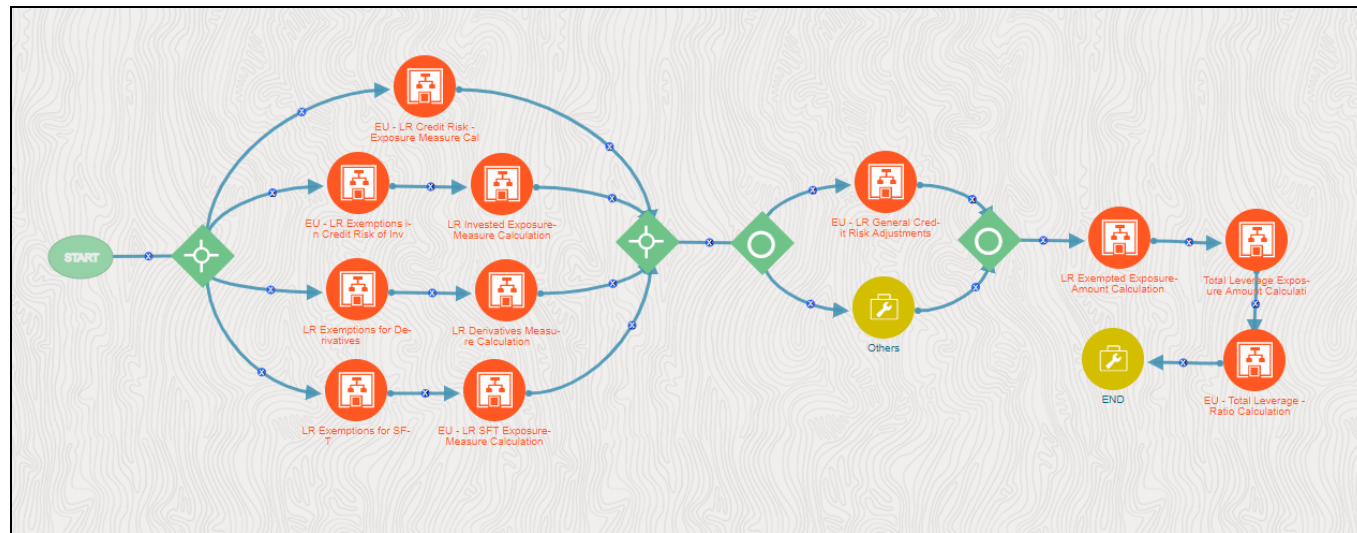 EU - LR Credit Risk -
Exposure Measure Cal
EU - LR Exemptions i-
n Credit Risk of Inv
LR Invested Exposure-
Measure Calculation
EU - LR General Cred-
it Risk Adjustments
START
LR Exempted Exposure-
Amount Calculation
Total Leverage Expos-
ure Amount Calculati
LR Exemptions for De-
rivatives
LR Derivatives Measu-
re Calculation
Others
END
EU - Total Leverage -
Ratio Calculation
LR Exemptions for SF-
T
EU - LR SFT Exposure-
Measure Calculation